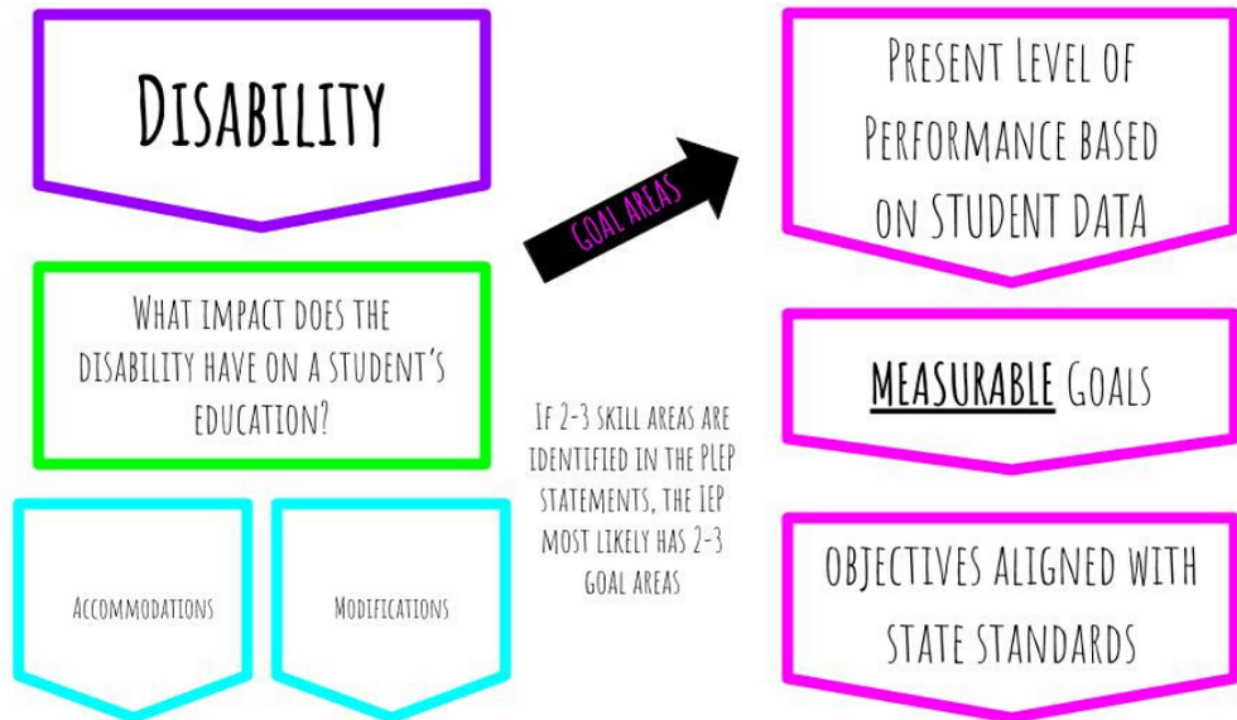 DISABILITY
WHAT IMPACT DOES THE
DISABILITY HAVE ON A STUDENT'S
EDUCATION?
ACCOMMODATIONS
MODIFICATIONS
GOAL AREAS
IF 2-3 SKILL AREAS ARE
IDENTIFIED IN THE PLEP
STATEMENTS, THE IEP
MOST LIKELY HAS 2-3
GOAL AREAS
PRESENT LEVEL OF
PERFORMANCE BASED
ON STUDENT DATA
MEASURABLE GOALS
OBJECTIVES ALIGNED WITH
STATE STANDARDS